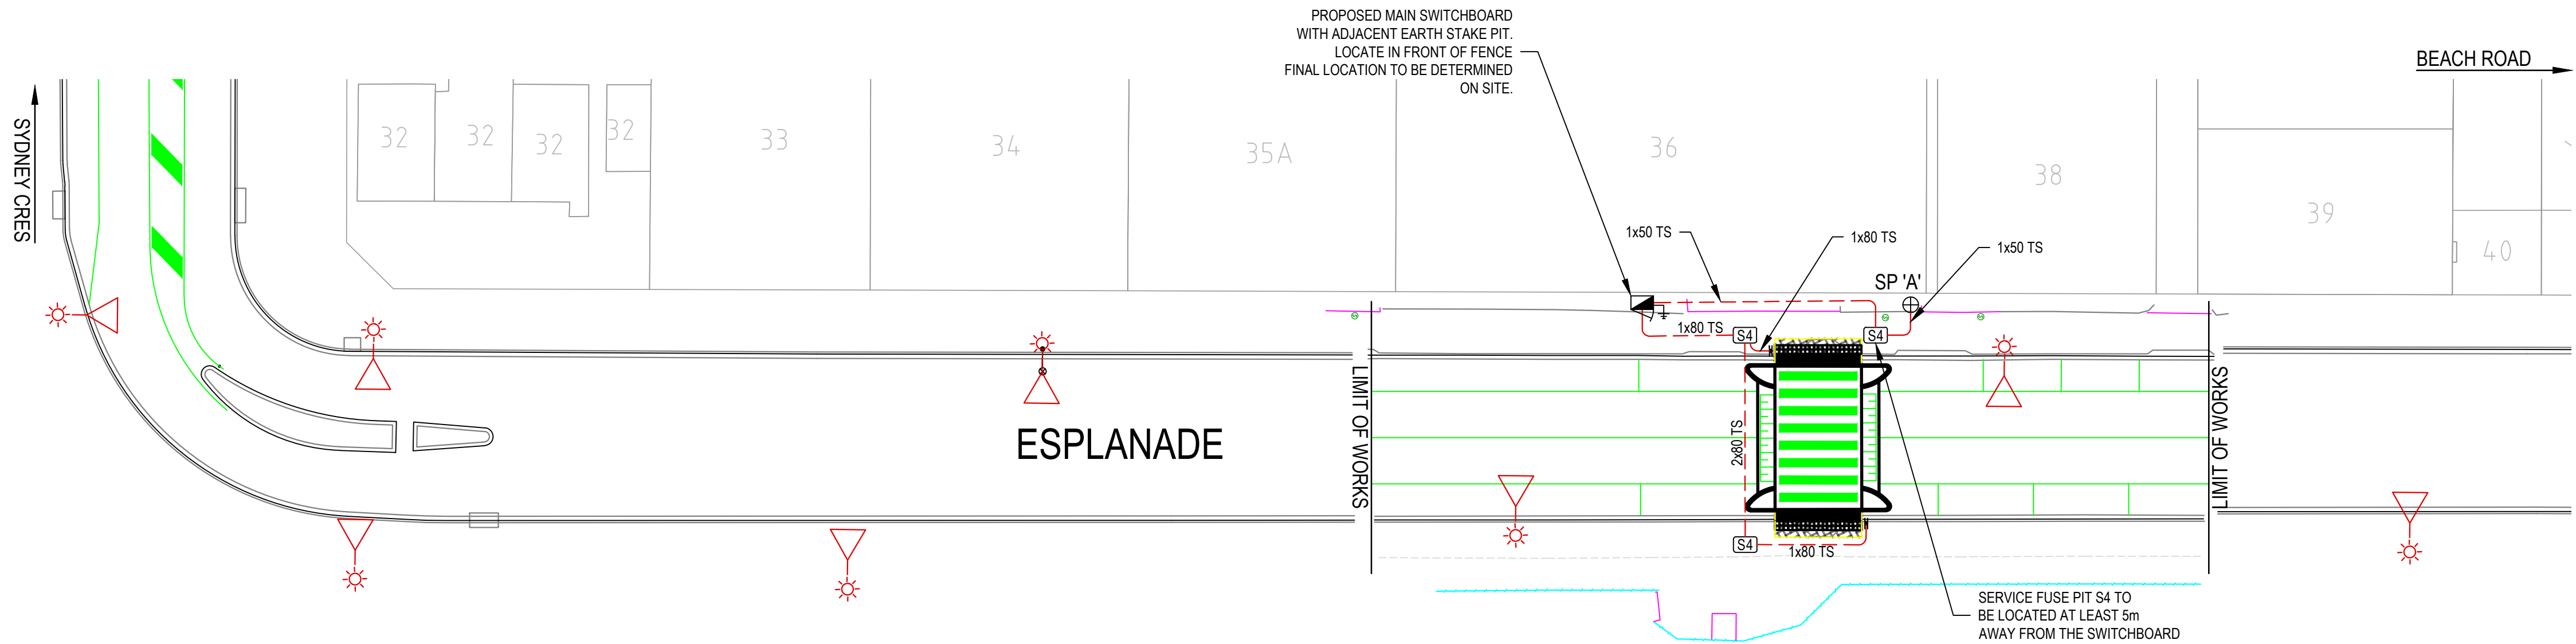 PROPOSED MAIN SWITCHBOARD
WITH ADJACENT EARTH STAKE PIT.
LOCATE IN FRONT OF FENCE
FINAL LOCATION TO BE DETERMINED
ON SITE.
BEACH ROAD
SYDNEY CRES
32
32
32
32
33
34
35A
36
38
39
40
1x50 TS
1x80 TS
1x50 TS
SP 'A'
1x80 TS
S4
S4
LIMIT OF WORKS
ESPLANADE
2x80 TS
LIMIT OF WORKS
S4
1x80 TS
SERVICE FUSE PIT S4 TO
BE LOCATED AT LEAST 5m
AWAY FROM THE SWITCHBOARD